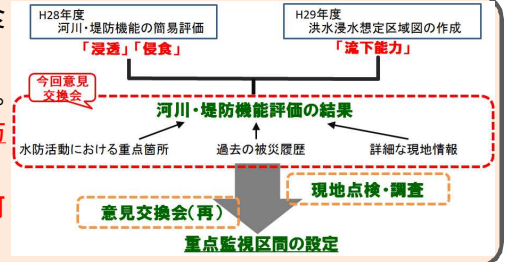 H28年度
河川・堤防機能の簡易評価
「浸透」「侵食」
H29年度
洪水浸水想定区域図の作成
「流下能力」
今回意見
交換会
河川・堤防機能評価の結果
水防活動における重点箇所
過去の被災履歴
詳細な現地情報
現地点検・調査
意見交換会(再)
重点監視区間の設定